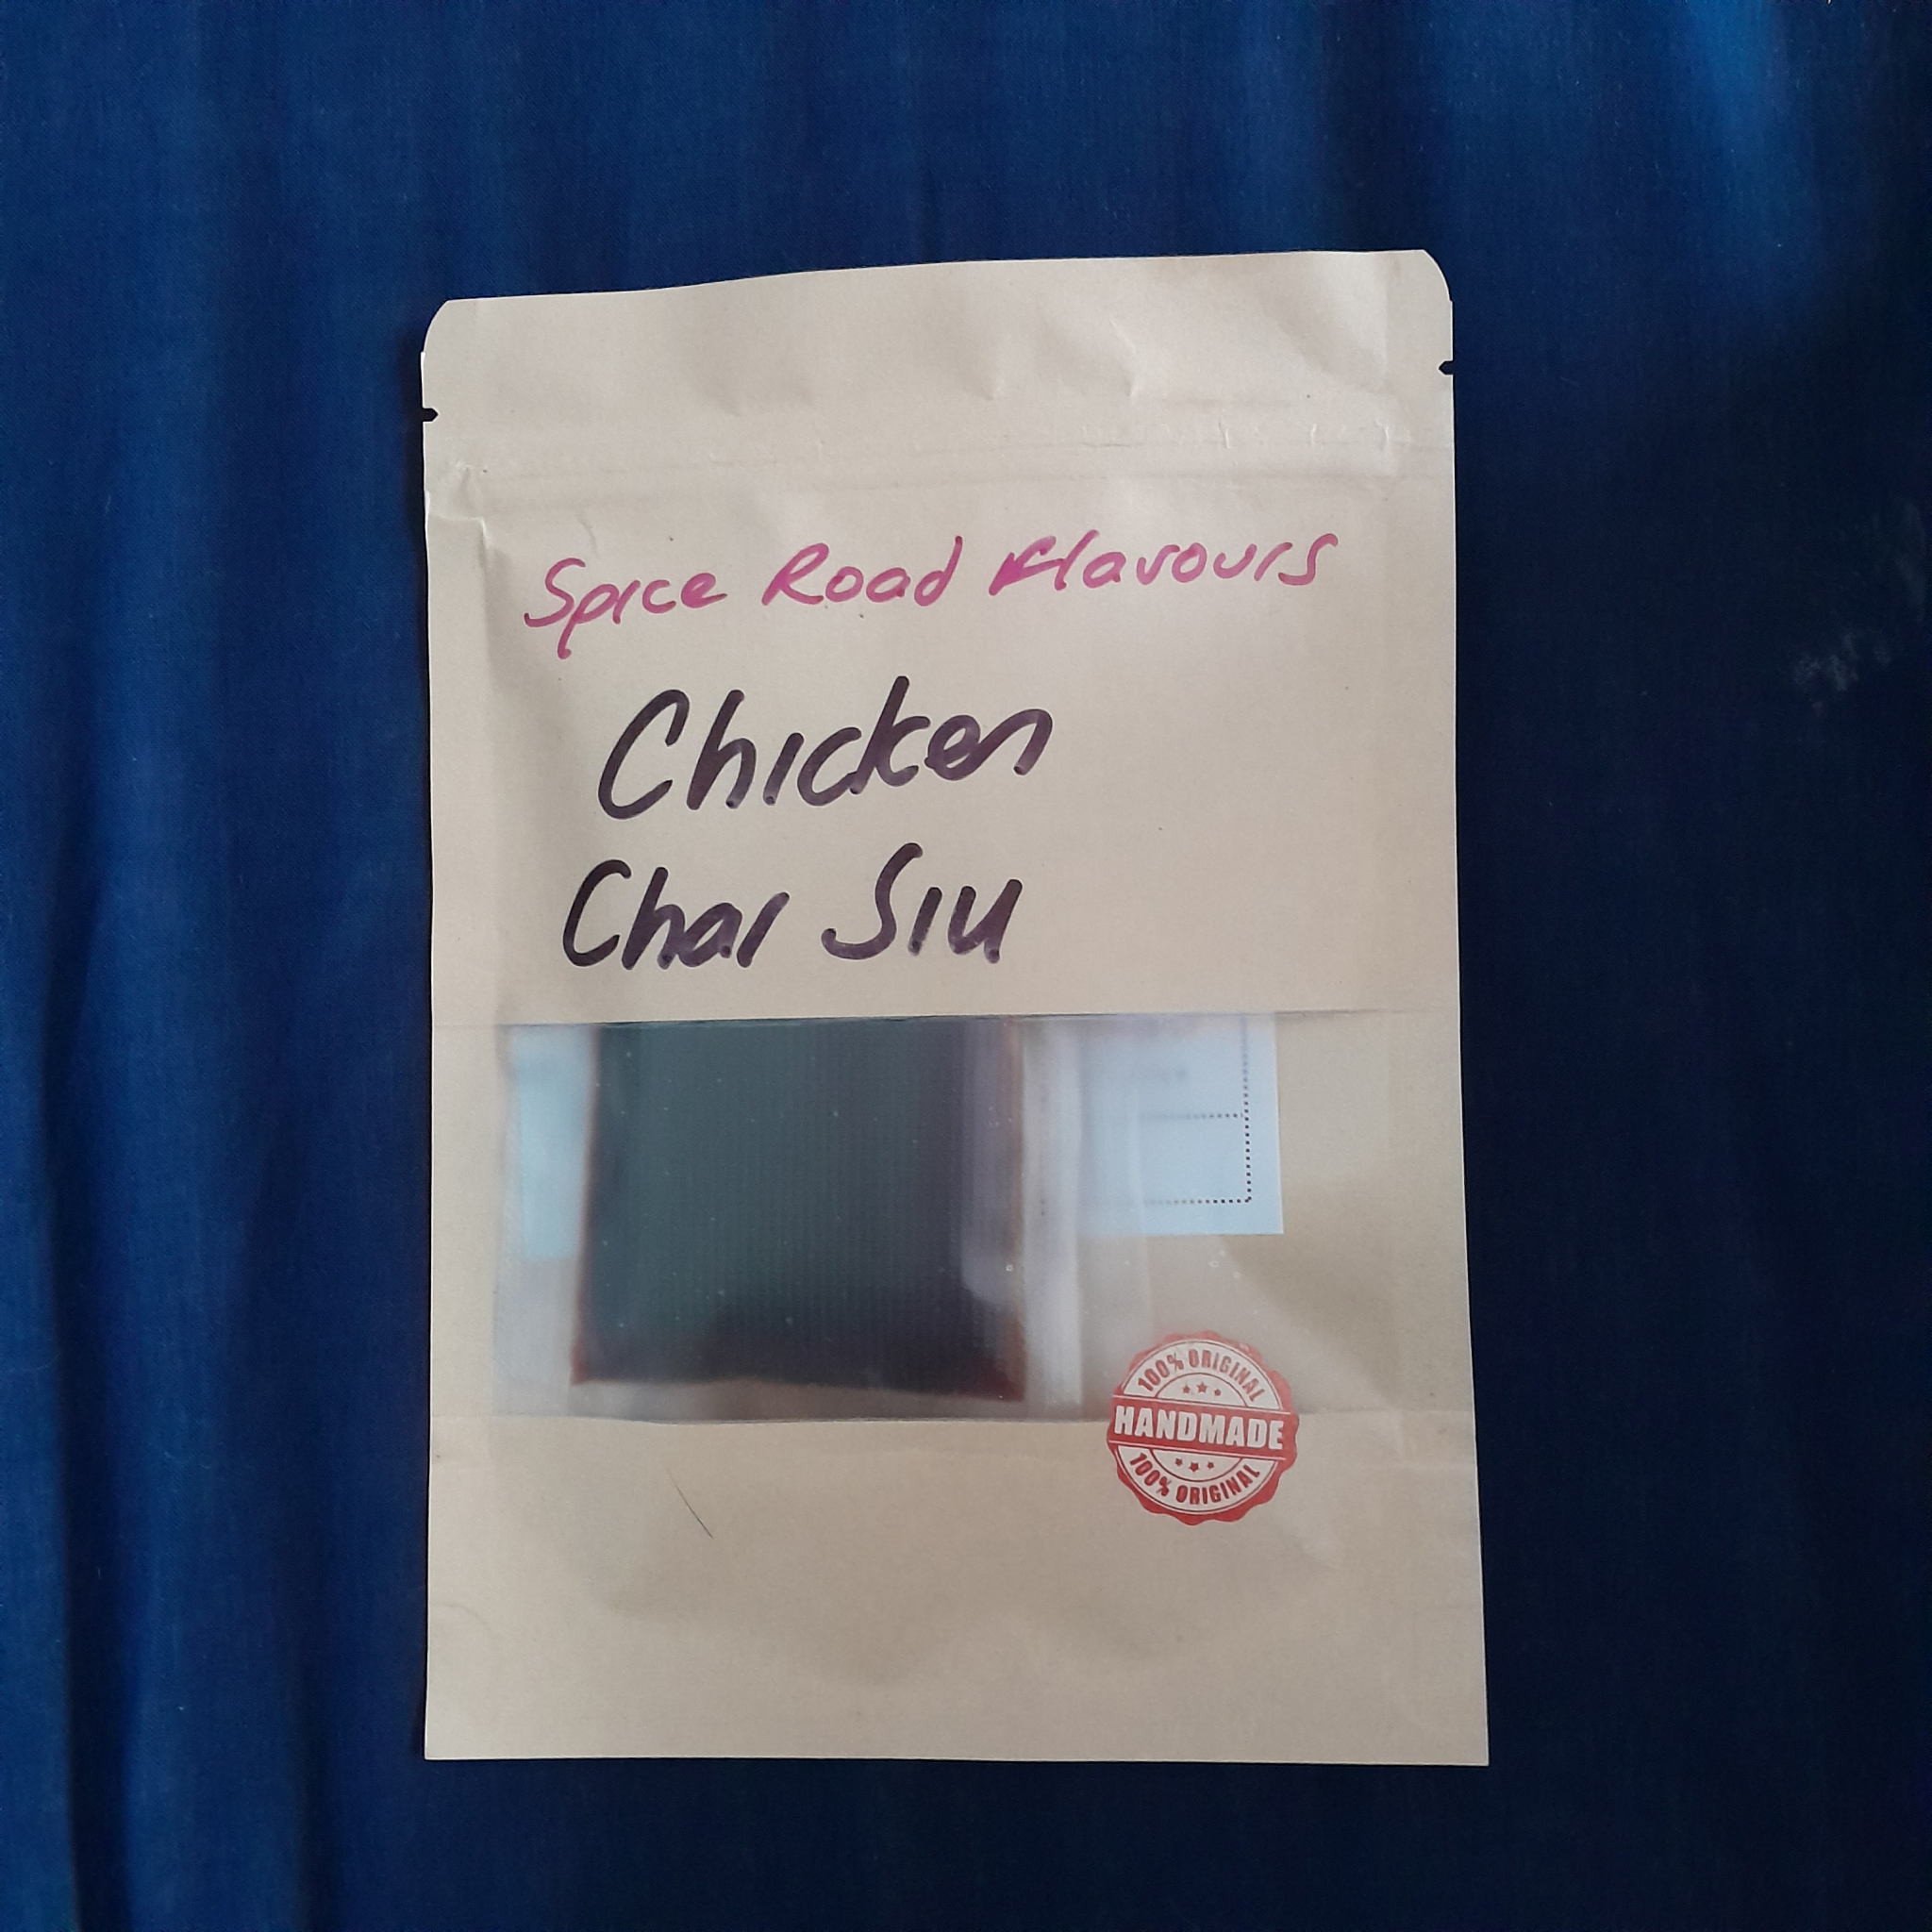 Spice Road Flavours
Chicken
Char Siu
100% ORIGINAL
HANDMADE
100% ORIGINAL